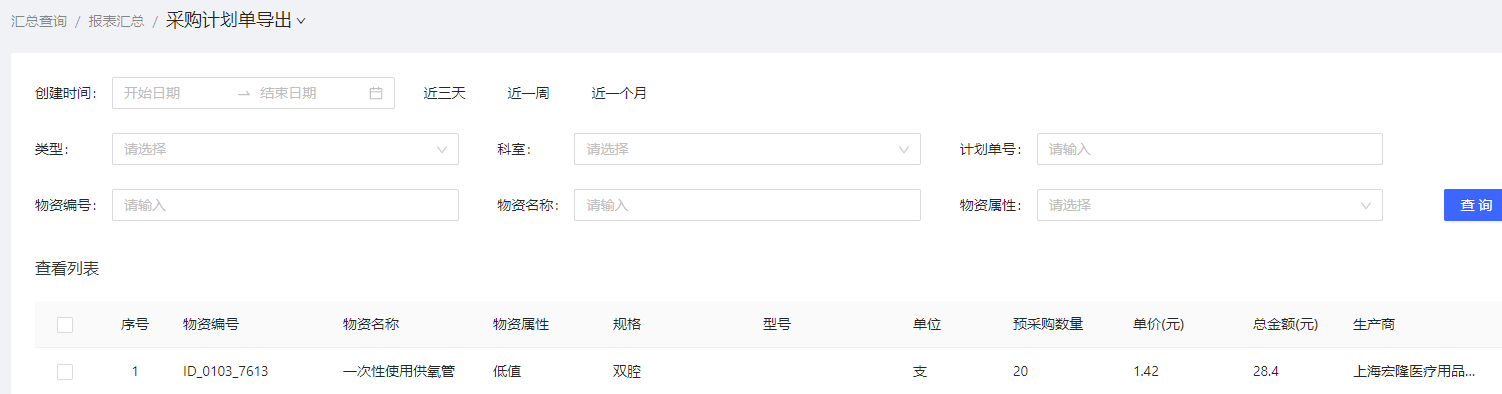 汇总查询 / 报表汇总 / 采购计划单导出
创建时间: 开始日期 → 结束日期 近三天 近一周 近一个月
类型: 请选择 科室: 请选择 计划单号: 请输入
物资编号: 请输入 物资名称: 请输入 物资属性: 请选择 查询
查看列表
序号 物资编号 物资名称 物资属性 规格 型号 单位 预采购数量 单价(元) 总金额(元) 生产商
1 ID_0103_7613 一次性使用供氧管 低值 双腔 支 20 1.42 28.4 上海宏隆医疗用品...